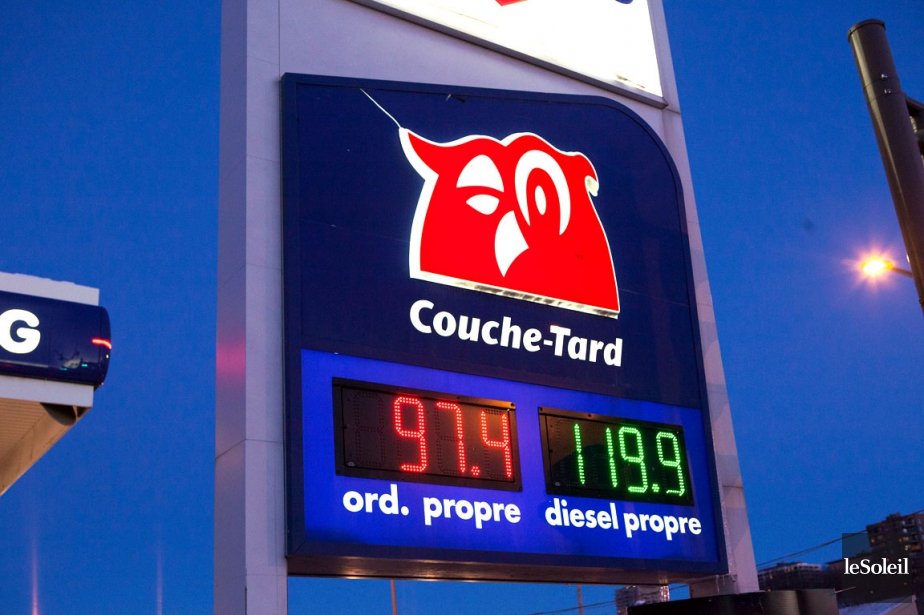 Couche-Tard
97.4
119.9
ord. propre
diesel propre
G
leSoleil